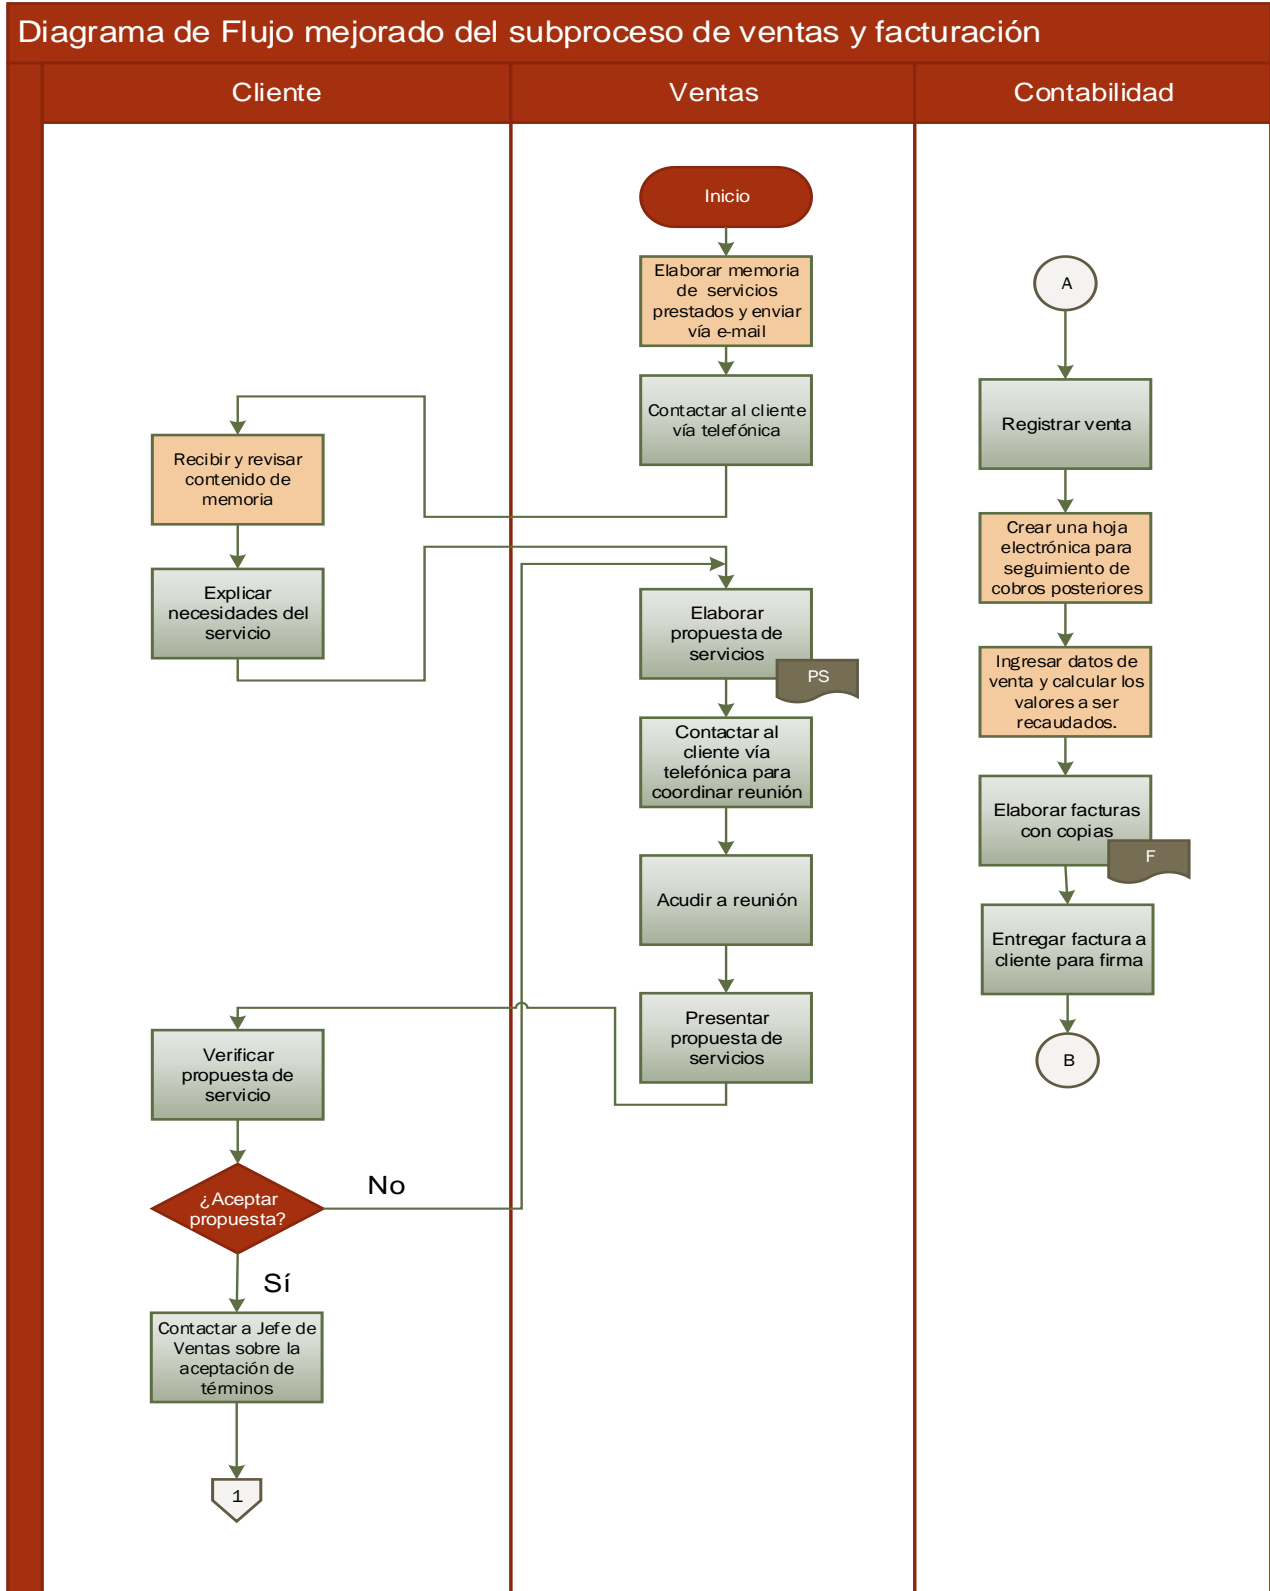 Diagrama de Flujo mejorado del subproceso de ventas y facturación
Cliente
Ventas
Contabilidad
Inicio
Elaborar memoria
de servicios
prestados y enviar
vía e-mail
Contactar al cliente
vía telefónica
Recibir y revisar
contenido de
memoria
Explicar
necesidades del
servicio
Elaborar
propuesta de
servicios
PS
Contactar al
cliente vía
telefónica para
coordinar reunión
Acudir a reunión
Presentar
propuesta de
servicios
Verificar
propuesta de
servicio
¿Aceptar
propuesta?
No
Sí
Contactar a Jefe de
Ventas sobre la
aceptación de
términos
1
A
Registrar venta
Crear una hoja
electrónica para
seguimiento de
cobros posteriores
Ingresar datos de
venta y calcular los
valores a ser
recaudados.
Elaborar facturas
con copias
F
Entregar factura a
cliente para firma
B